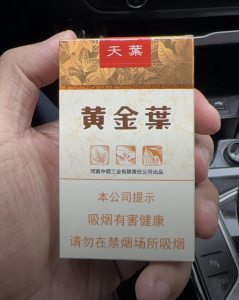 天葉
黄金葉
河南中烟工业有限责任公司出品
本公司提示
吸烟有害健康
请勿在禁烟场所吸烟